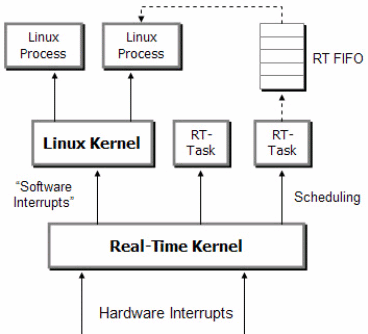 Linux
Process
Linux
Process
RT FIFO
Linux Kernel
RT-
Task
RT-
Task
“Software
Interrupts”
Scheduling
Real-Time Kernel
Hardware Interrupts